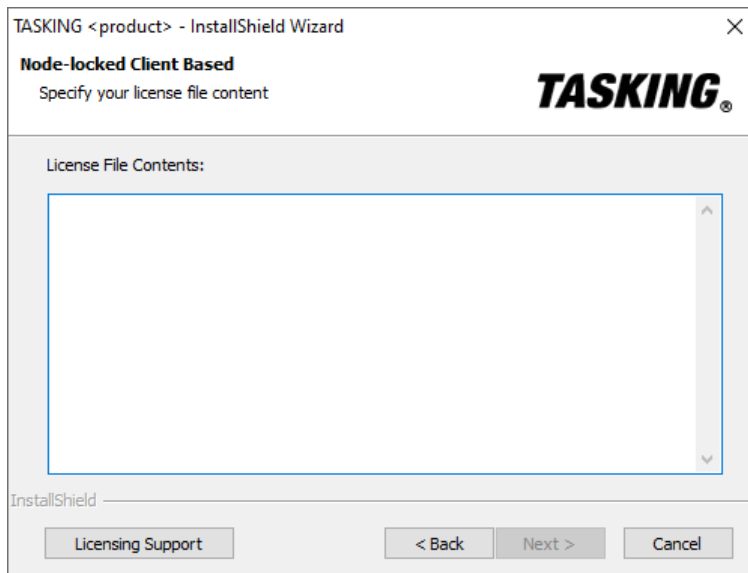 TASKING <product> - InstallShield Wizard
Node-locked Client Based
Specify your license file content
TASKING®
License File Contents:
InstallShield
Licensing Support
< Back
Next >
Cancel